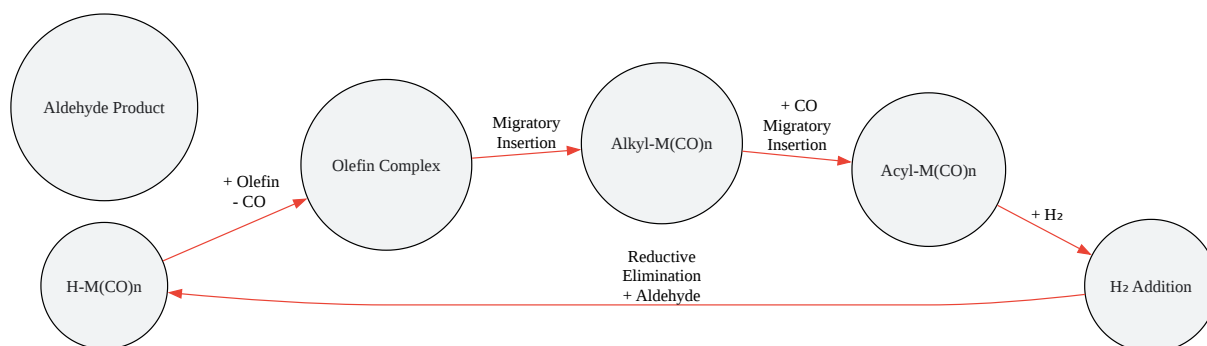 Aldehyde Product
H-M(CO)n
+ Olefin
- CO
Olefin Complex
Migratory
Insertion
Alkyl-M(CO)n
+ CO
Migratory
Insertion
Acyl-M(CO)n
+ H₂
H₂ Addition
Reductive
Elimination
+ Aldehyde